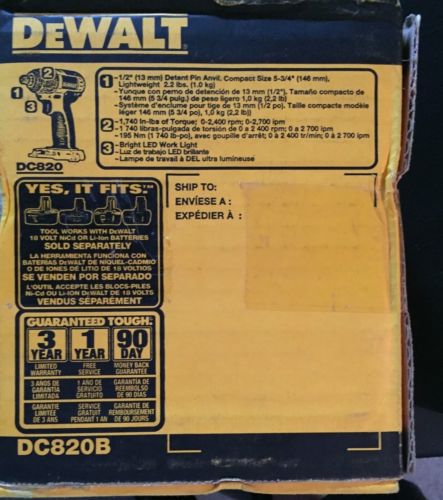 DEWALT
1 -1/2" (13 mm) Detent Pin Anvil. Compact Size 5-3/4" (146 mm),
Lightweight 2.2 lbs. (1.0 kg)
-Yunque con perno de detención de 13 mm (1/2"). Tamaño compacto de
146 mm (5 3/4 pulg.) de peso ligero 1,0 kg (2,2 lb)
-Système d'enclume pour tige de 13 mm (1/2 po). Taille compacte modèle
léger 146 mm (5 3/4 po), 1,0 kg (2,2 lb))
2 -1,740 In-lbs of Torque; 0-2,400 rpm; 0-2,700 ipm
-1 740 libras-pulgada de torsión de 0 a 2 400 rpm; 0 a 2 700 ipm
-195 Nm (1 740 lb-po), avec goupille d'arrêt; 0 à 2 400 tr/min; 0 à 2 700 ipm
3 -Bright LED Work Light
-Luz de trabajo LED brillante
-Lampe de travail à DEL ultra lumineuse
1
2
3
DC820
YES, IT FITS.™
TOOL WORKS WITH DEWALT
18 VOLT NiCd OR Li-Ion BATTERIES
SOLD SEPARATELY
LA HERRAMIENTA FUNCIONA CON
BATERÍAS DEWALT DE NÍQUEL-CADMIO
O DE IONES DE LITIO DE 18 VOLTIOS
SE VENDEN POR SEPARADO
L'OUTIL ACCEPTE LES BLOCS-PILES
Ni-Cd OU Li-ION DEWALT DE 18 VOLTS
VENDUS SÉPARÉMENT
SHIP TO:
ENVÍESE A:
EXPÉDIER À :
GUARANTEED TOUGH.
3 YEAR
1 YEAR
90 DAY
LIMITED WARRANTY
FREE SERVICE
MONEY BACK GUARANTEE
3 AÑOS DE GARANTÍA LIMITADA
1 AÑO DE SERVICIO GRATUITO
GARANTÍA DE REEMBOLSO DE 90 DÍAS
GARANTIE LIMITÉE DE 3 ANS
SERVICE GRATUIT PENDANT 1 AN
GARANTIE DE REMBOURSEMENT DE 90 JOURS
DC820B